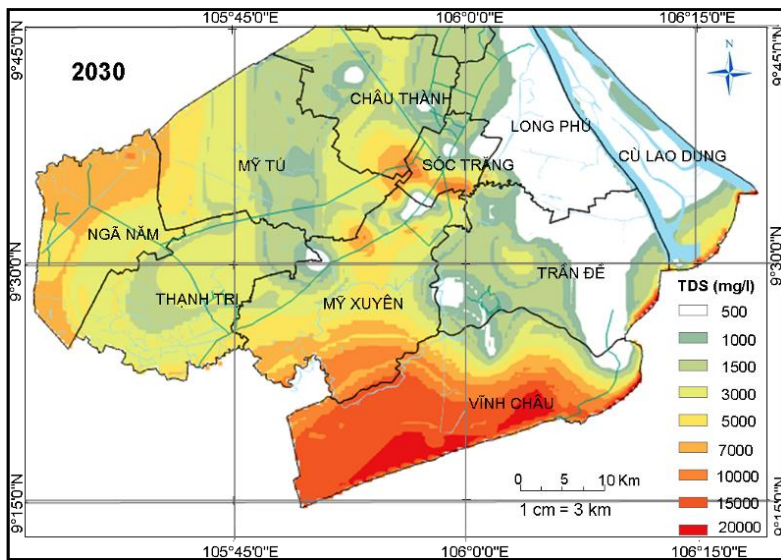 105°45'0"E
106°0'0"E
106°15'0"E
9°45'0"N
9°45'0"N
2030
N
CHÂU THÀNH
LONG PHÚ
CÙ LAO DUNG
MỸ TÚ
SÓC TRĂNG
NGÃ NĂM
9°30'0"N
TRẦN ĐỀ
9°30'0"N
THẠNH TRỊ
MỸ XUYÊN
TDS (mg/l)
500
1000
1500
3000
5000
7000
10000
15000
20000
VĨNH CHÂU
0 5 10 Km
1 cm = 3 km
9°15'0"N
9°15'0"N
105°45'0"E
106°0'0"E
106°15'0"E